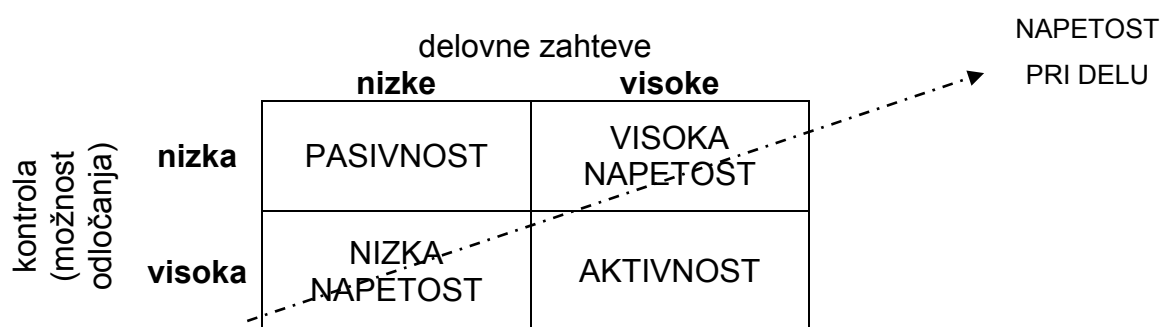 NAPETOST
PRI DELU
delovne zahteve
nizke visoke
kontrola
(možnost
odločanja)
nizka
PASIVNOST
VISOKA
NAPETOST
visoka
NIZKA
NAPETOST
AKTIVNOST